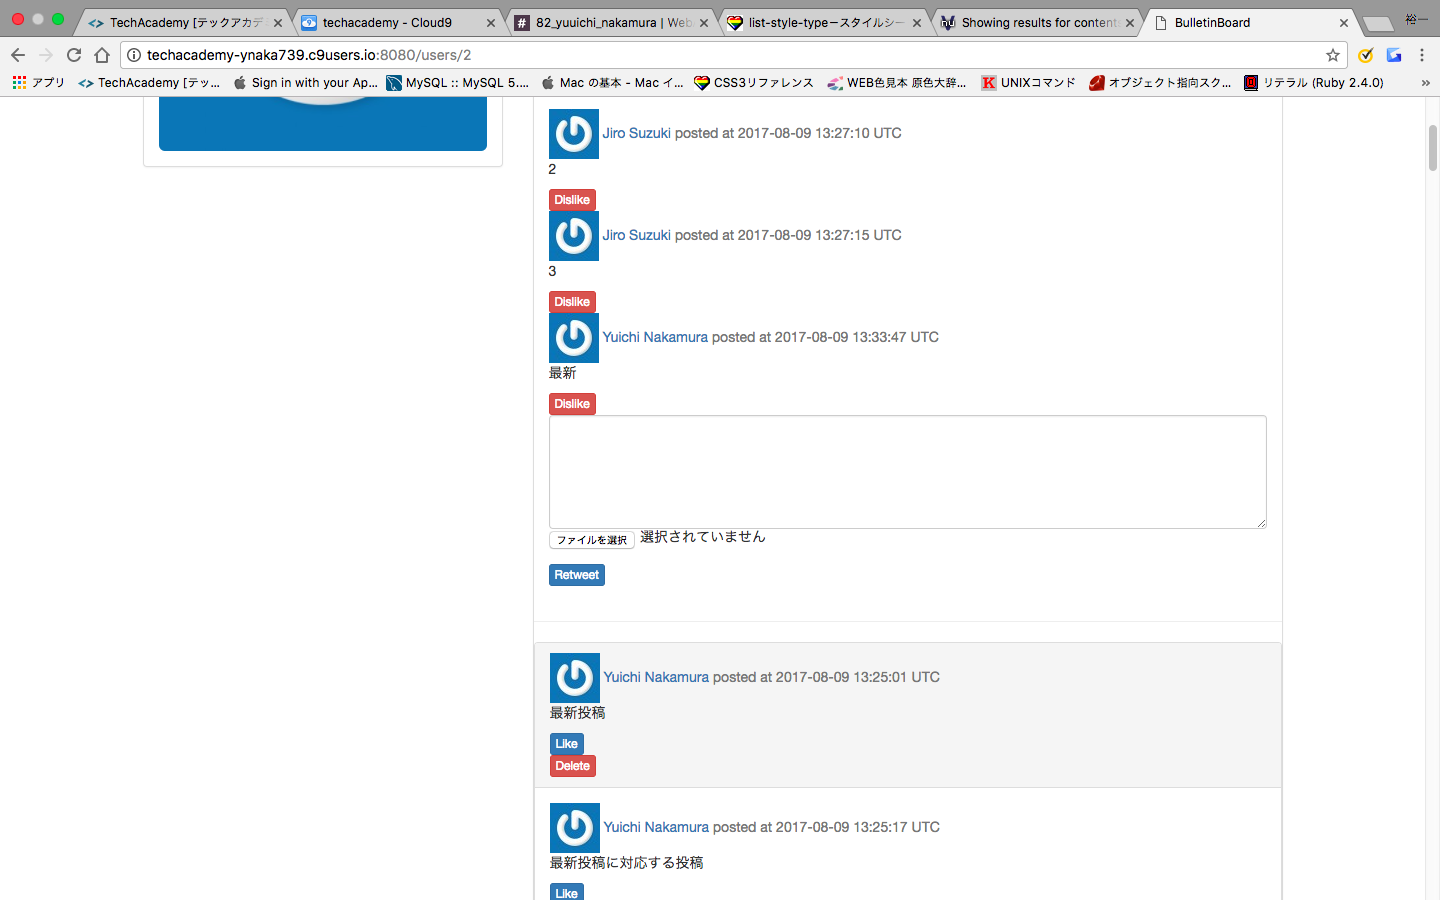 TechAcademy [テックアカデミ
techacademy - Cloud9
82_yuuichi_nakamura | Web
list-style-type－スタイルシー
Showing results for content
BulletinBoard
裕一
techacademy-ynaka739.c9users.io:8080/users/2
アプリ
TechAcademy [テッ...
Sign in with your Ap...
MySQL :: MySQL 5....
Mac の基本 - Mac イ...
CSS3リファレンス
WEB色見本 原色大辞...
UNIXコマンド
オブジェクト指向スク...
リテラル (Ruby 2.4.0)
»
Jiro Suzuki posted at 2017-08-09 13:27:10 UTC
2
Dislike
Jiro Suzuki posted at 2017-08-09 13:27:15 UTC
3
Dislike
Yuichi Nakamura posted at 2017-08-09 13:33:47 UTC
最新
Dislike
ファイルを選択 選択されていません
Retweet
Yuichi Nakamura posted at 2017-08-09 13:25:01 UTC
最新投稿
Like
Delete
Yuichi Nakamura posted at 2017-08-09 13:25:17 UTC
最新投稿に対応する投稿
Like